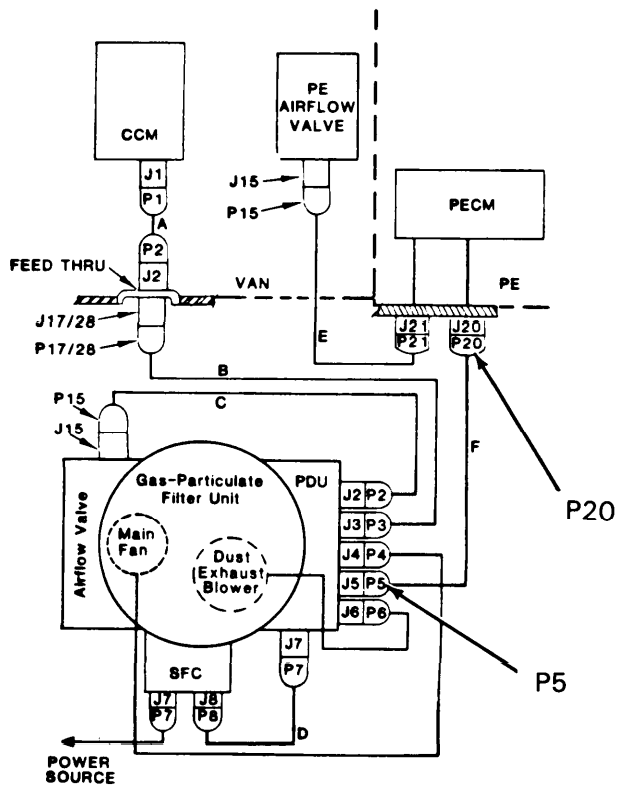 CCM
J1
P1
A
P2
J2
FEED THRU
J17/28
P17/28
VAN
PE
AIRFLOW
VALVE
J15
P15
E
PECM
PE
J21
P21
J20
P20
B
C
F
P15
J15
Airflow Valve
Gas-Particulate
Filter Unit
PDU
Main
Fan
Dust
Exhaust
Blower
J2 P2
J3 P3
J4 P4
J5 P5
J6 P6
P20
P5
SFC
J7
P7
J7
P7
J8
P8
D
POWER
SOURCE